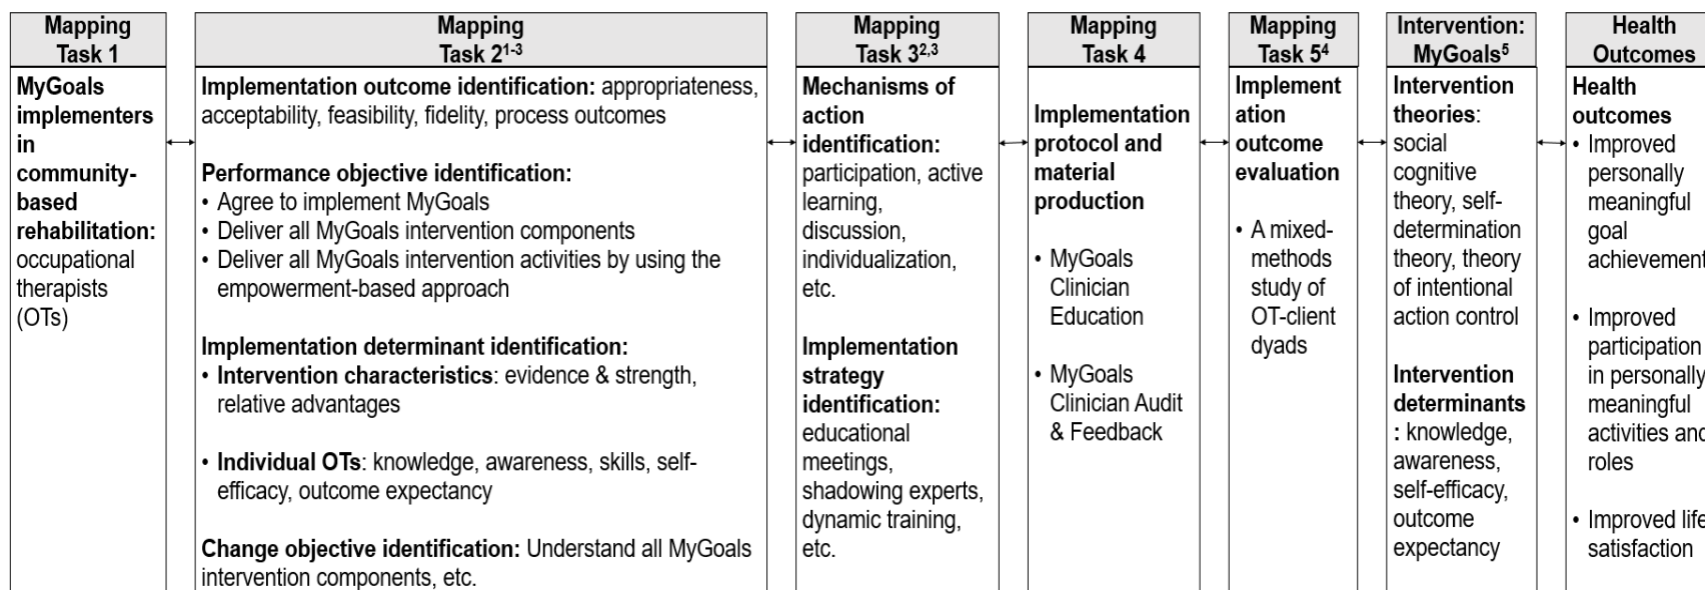 Mapping
Task 1
MyGoals
implementers
in
community-
based
rehabilitation:
occupational
therapists
(OTs)
Mapping
Task 2¹⁻³
Implementation outcome identification: appropriateness,
acceptability, feasibility, fidelity, process outcomes
Performance objective identification:
• Agree to implement MyGoals
• Deliver all MyGoals intervention components
• Deliver all MyGoals intervention activities by using the
empowerment-based approach
Implementation determinant identification:
• Intervention characteristics: evidence & strength,
relative advantages
• Individual OTs: knowledge, awareness, skills, self-
efficacy, outcome expectancy
Change objective identification: Understand all MyGoals
intervention components, etc.
Mapping
Task 3²,³
Mechanisms of
action
identification:
participation, active
learning,
discussion,
individualization,
etc.
Implementation
strategy
identification:
educational
meetings,
shadowing experts,
dynamic training,
etc.
Mapping
Task 4
Implementation
protocol and
material
production
• MyGoals
Clinician
Education
• MyGoals
Clinician Audit
& Feedback
Mapping
Task 5⁴
Implement
ation
outcome
evaluation
• A mixed-
methods
study of
OT-client
dyads
Intervention:
MyGoals⁵
Intervention
theories:
social
cognitive
theory, self-
determination
theory, theory
of intentional
action control
Intervention
determinants
: knowledge,
awareness,
self-efficacy,
outcome
expectancy
Health
Outcomes
Health
outcomes
• Improved
personally
meaningful
goal
achievement
• Improved
participation
in personally
meaningful
activities and
roles
• Improved life
satisfaction